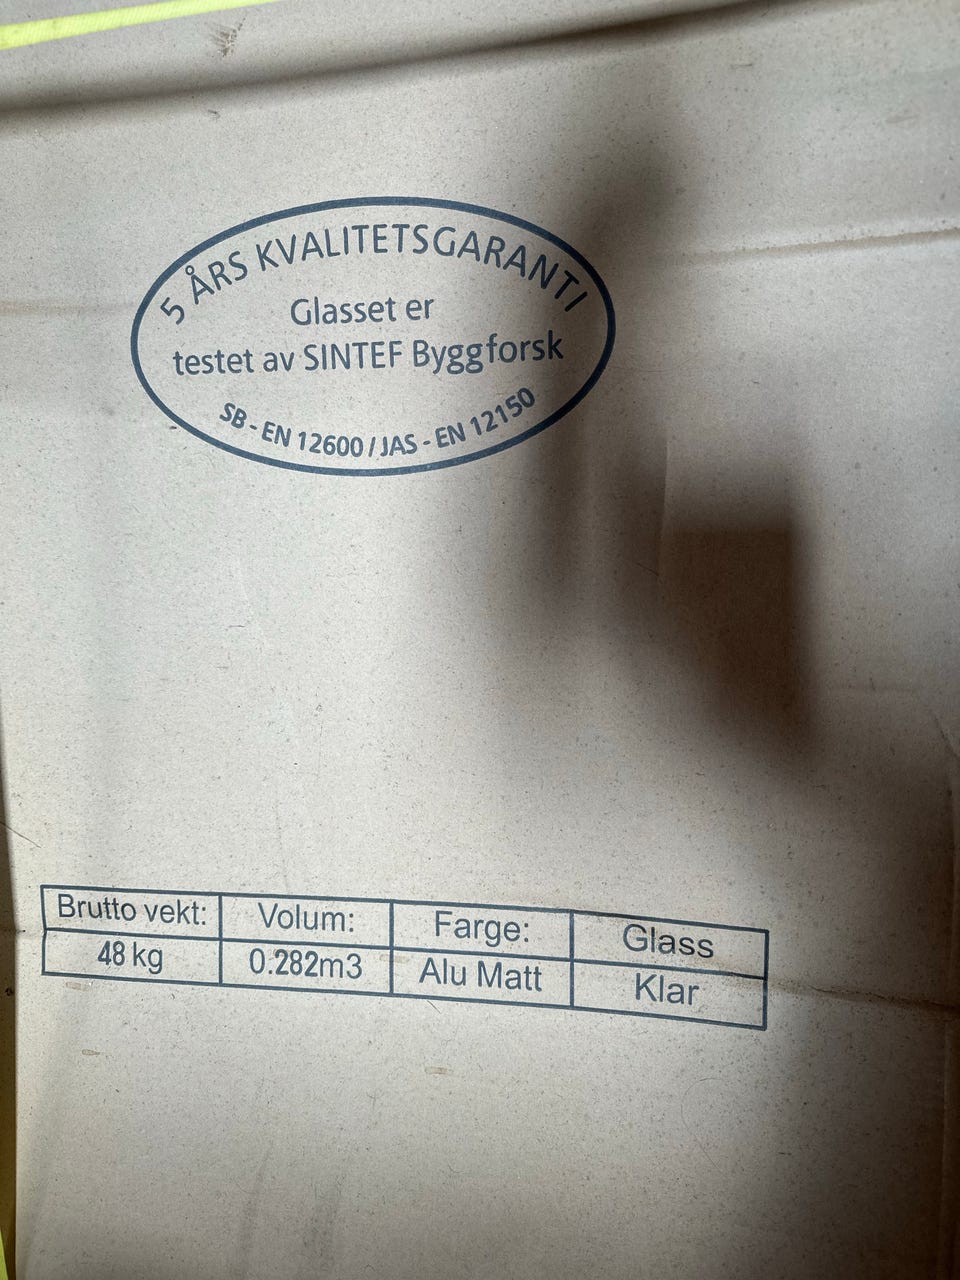 5 ÅRS KVALITETSGARANTI
Glasset er
testet av SINTEF Byggforsk
SB - EN 12600 / JAS - EN 12150
Brutto vekt: Volum: Farge: Glass
48 kg 0.282m3 Alu Matt Klar